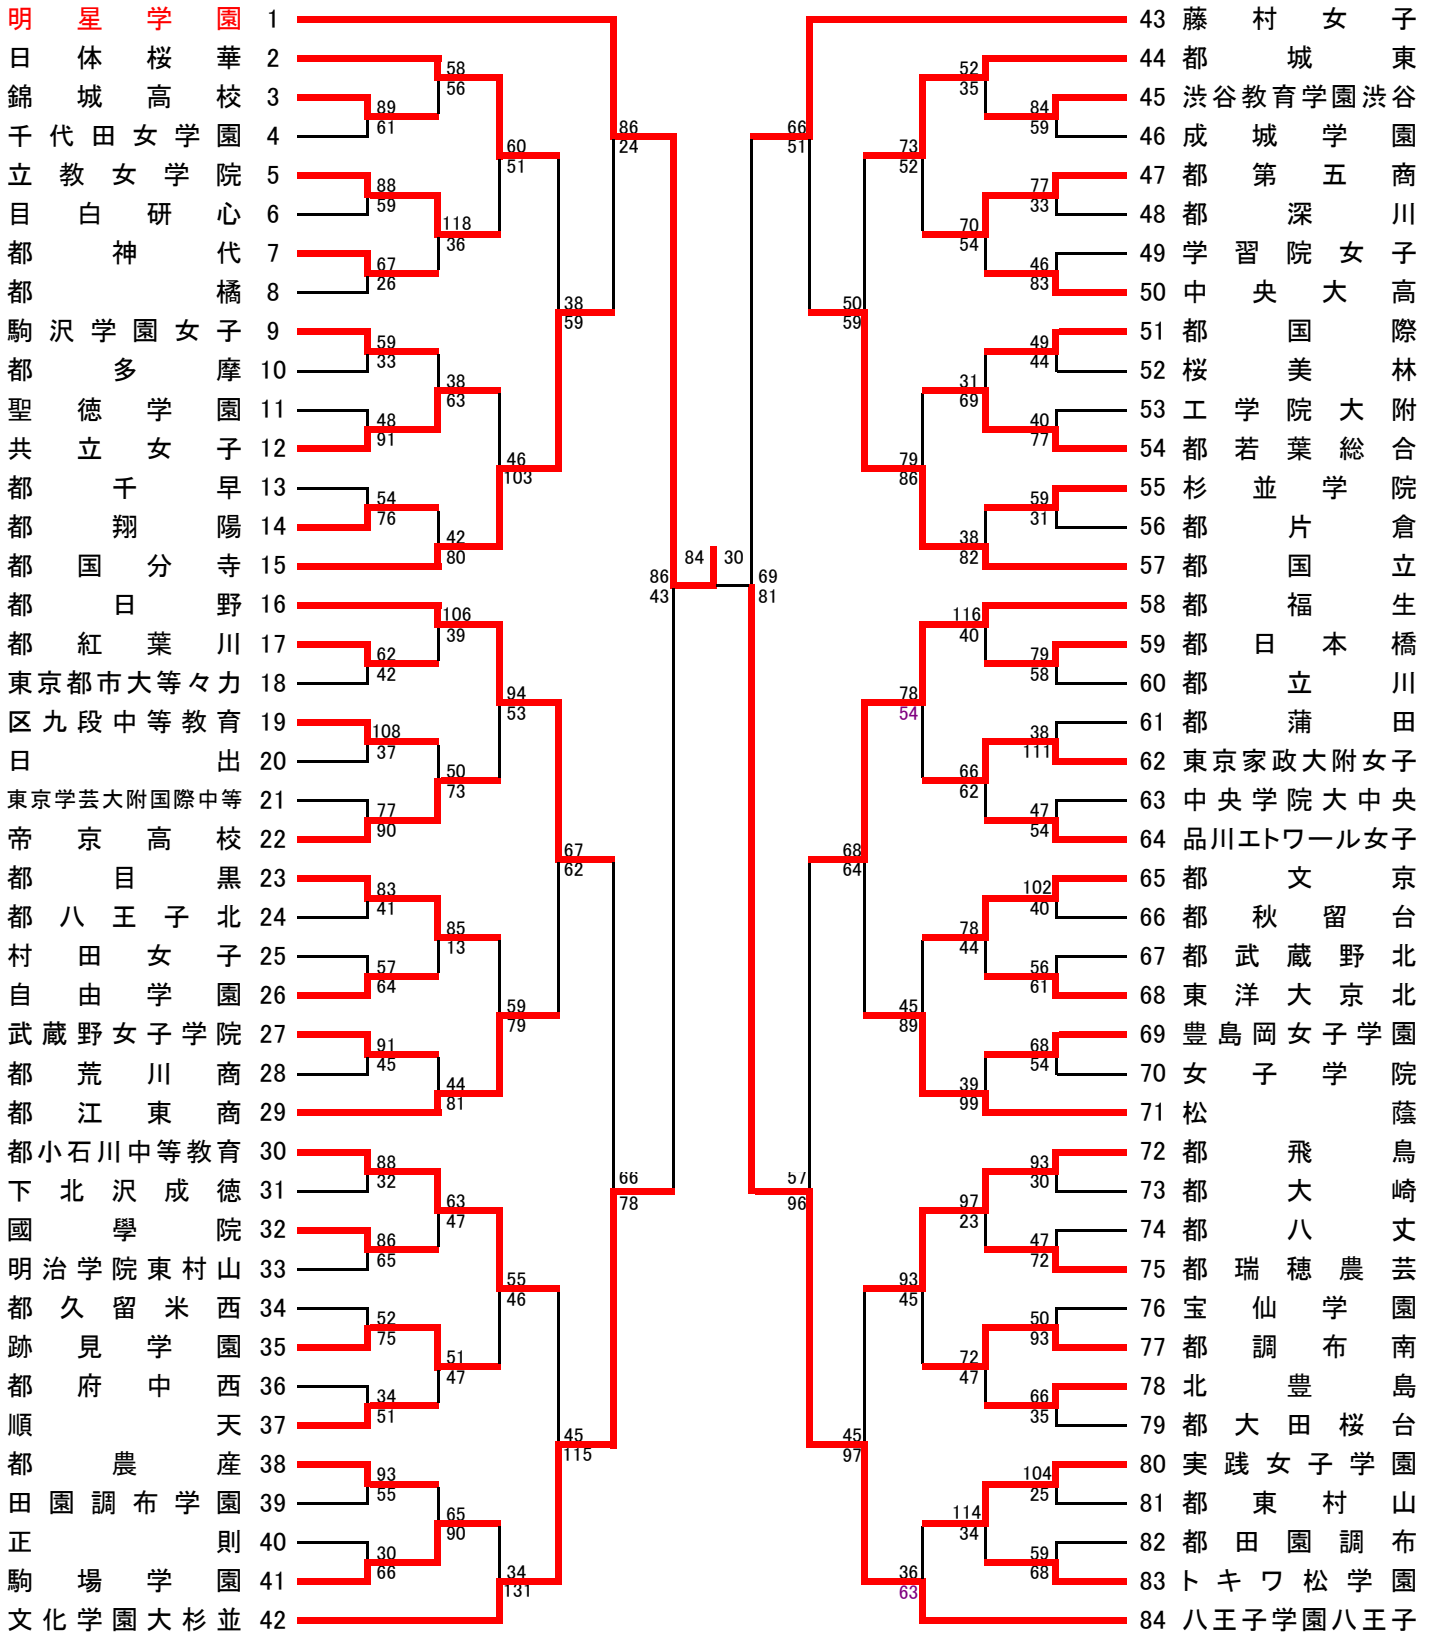 明星学園 1
日体桜華 2
錦城高校 3
千代田女学園 4
立教女学院 5
目白研心 6
都神代 7
都橘 8
駒沢学園女子 9
都多摩 10
聖徳学園 11
共立女子 12
都千早 13
都翔陽 14
都国分寺 15
都日野 16
都紅葉川 17
東京都市大等々力 18
区九段中等教育 19
日出 20
東京学芸大附国際中等 21
帝京高校 22
都目黒 23
都八王子北 24
村田女子 25
自由学園 26
武蔵野女子学院 27
都荒川商 28
都江東商 29
都小石川中等教育 30
下北沢成徳 31
國學院 32
明治学院東村山 33
都久留米西 34
跡見学園 35
都府中西 36
順天 37
都農産 38
田園調布学園 39
正則 40
駒場学園 41
文化学園大杉並 42
89
61
88
59
67
26
59
33
48
91
54
76
62
42
108
37
77
90
83
41
57
64
91
45
88
32
86
65
52
75
34
51
93
55
30
66
58
56
118
36
38
63
42
80
106
39
50
73
85
13
44
81
63
47
51
47
65
90
60
51
46
103
94
53
59
79
55
46
34
131
38
59
67
62
45
115
86
24
66
78
86
43
84 30
69
81
66
51
57
96
50
59
68
64
45
97
73
52
79
86
78
54
45
89
93
45
36
63
52
35
70
54
31
69
38
82
116
40
66
62
78
44
39
99
97
23
72
47
114
34
84
59
77
33
46
83
49
44
40
77
59
31
79
58
38
111
47
54
102
40
56
61
68
54
93
30
47
72
50
93
66
35
104
25
59
68
43 藤村女子
44 都城東
45 渋谷教育学園渋谷
46 成城学園
47 都第五商
48 都深川
49 学習院女子
50 中央大高
51 都国際
52 桜美林
53 工学院大附
54 都若葉総合
55 杉並学院
56 都片倉
57 都国立
58 都福生
59 都日本橋
60 都立川
61 都蒲田
62 東京家政大附女子
63 中央学院大中央
64 品川エトワール女子
65 都文京
66 都秋留台
67 都武蔵野北
68 東洋大京北
69 豊島岡女子学園
70 女子学院
71 松蔭
72 都飛鳥
73 都大崎
74 都八丈
75 都瑞穂農芸
76 宝仙学園
77 都調布南
78 北豊島
79 都大田桜台
80 実践女子学園
81 都東村山
82 都田園調布
83 トキワ松学園
84 八王子学園八王子